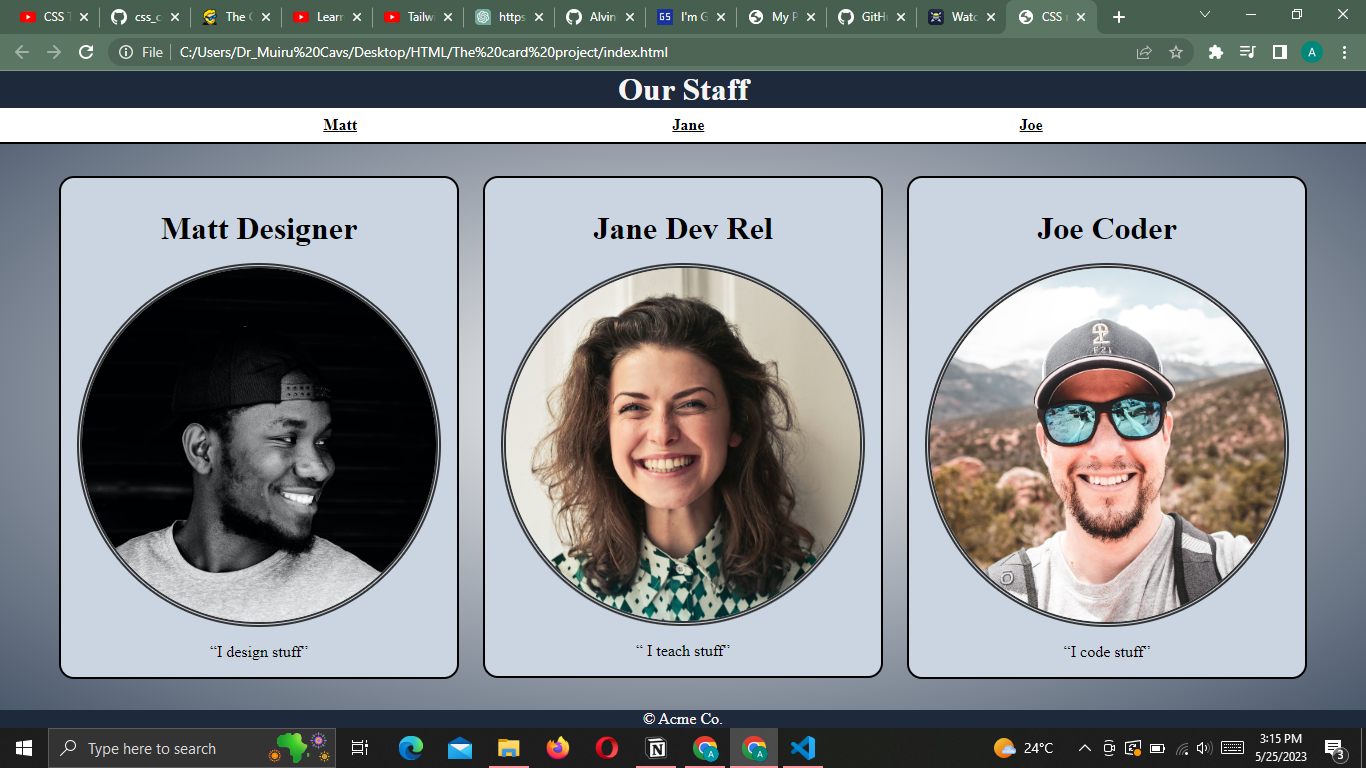 CSS T
css_c
The C
Learn
Tailw
https
Alvin
GS
I'm G
My P
GitHu
Watc
CSS
File
C:/Users/Dr_Muiru%20Cavs/Desktop/HTML/The%20card%20project/index.html
A
Our Staff
Matt Jane Joe
Matt Designer
Jane Dev Rel
Joe Coder
“I design stuff”
“ I teach stuff”
“I code stuff”
© Acme Co.
Type here to search
24°C
3:15 PM
5/25/2023
3